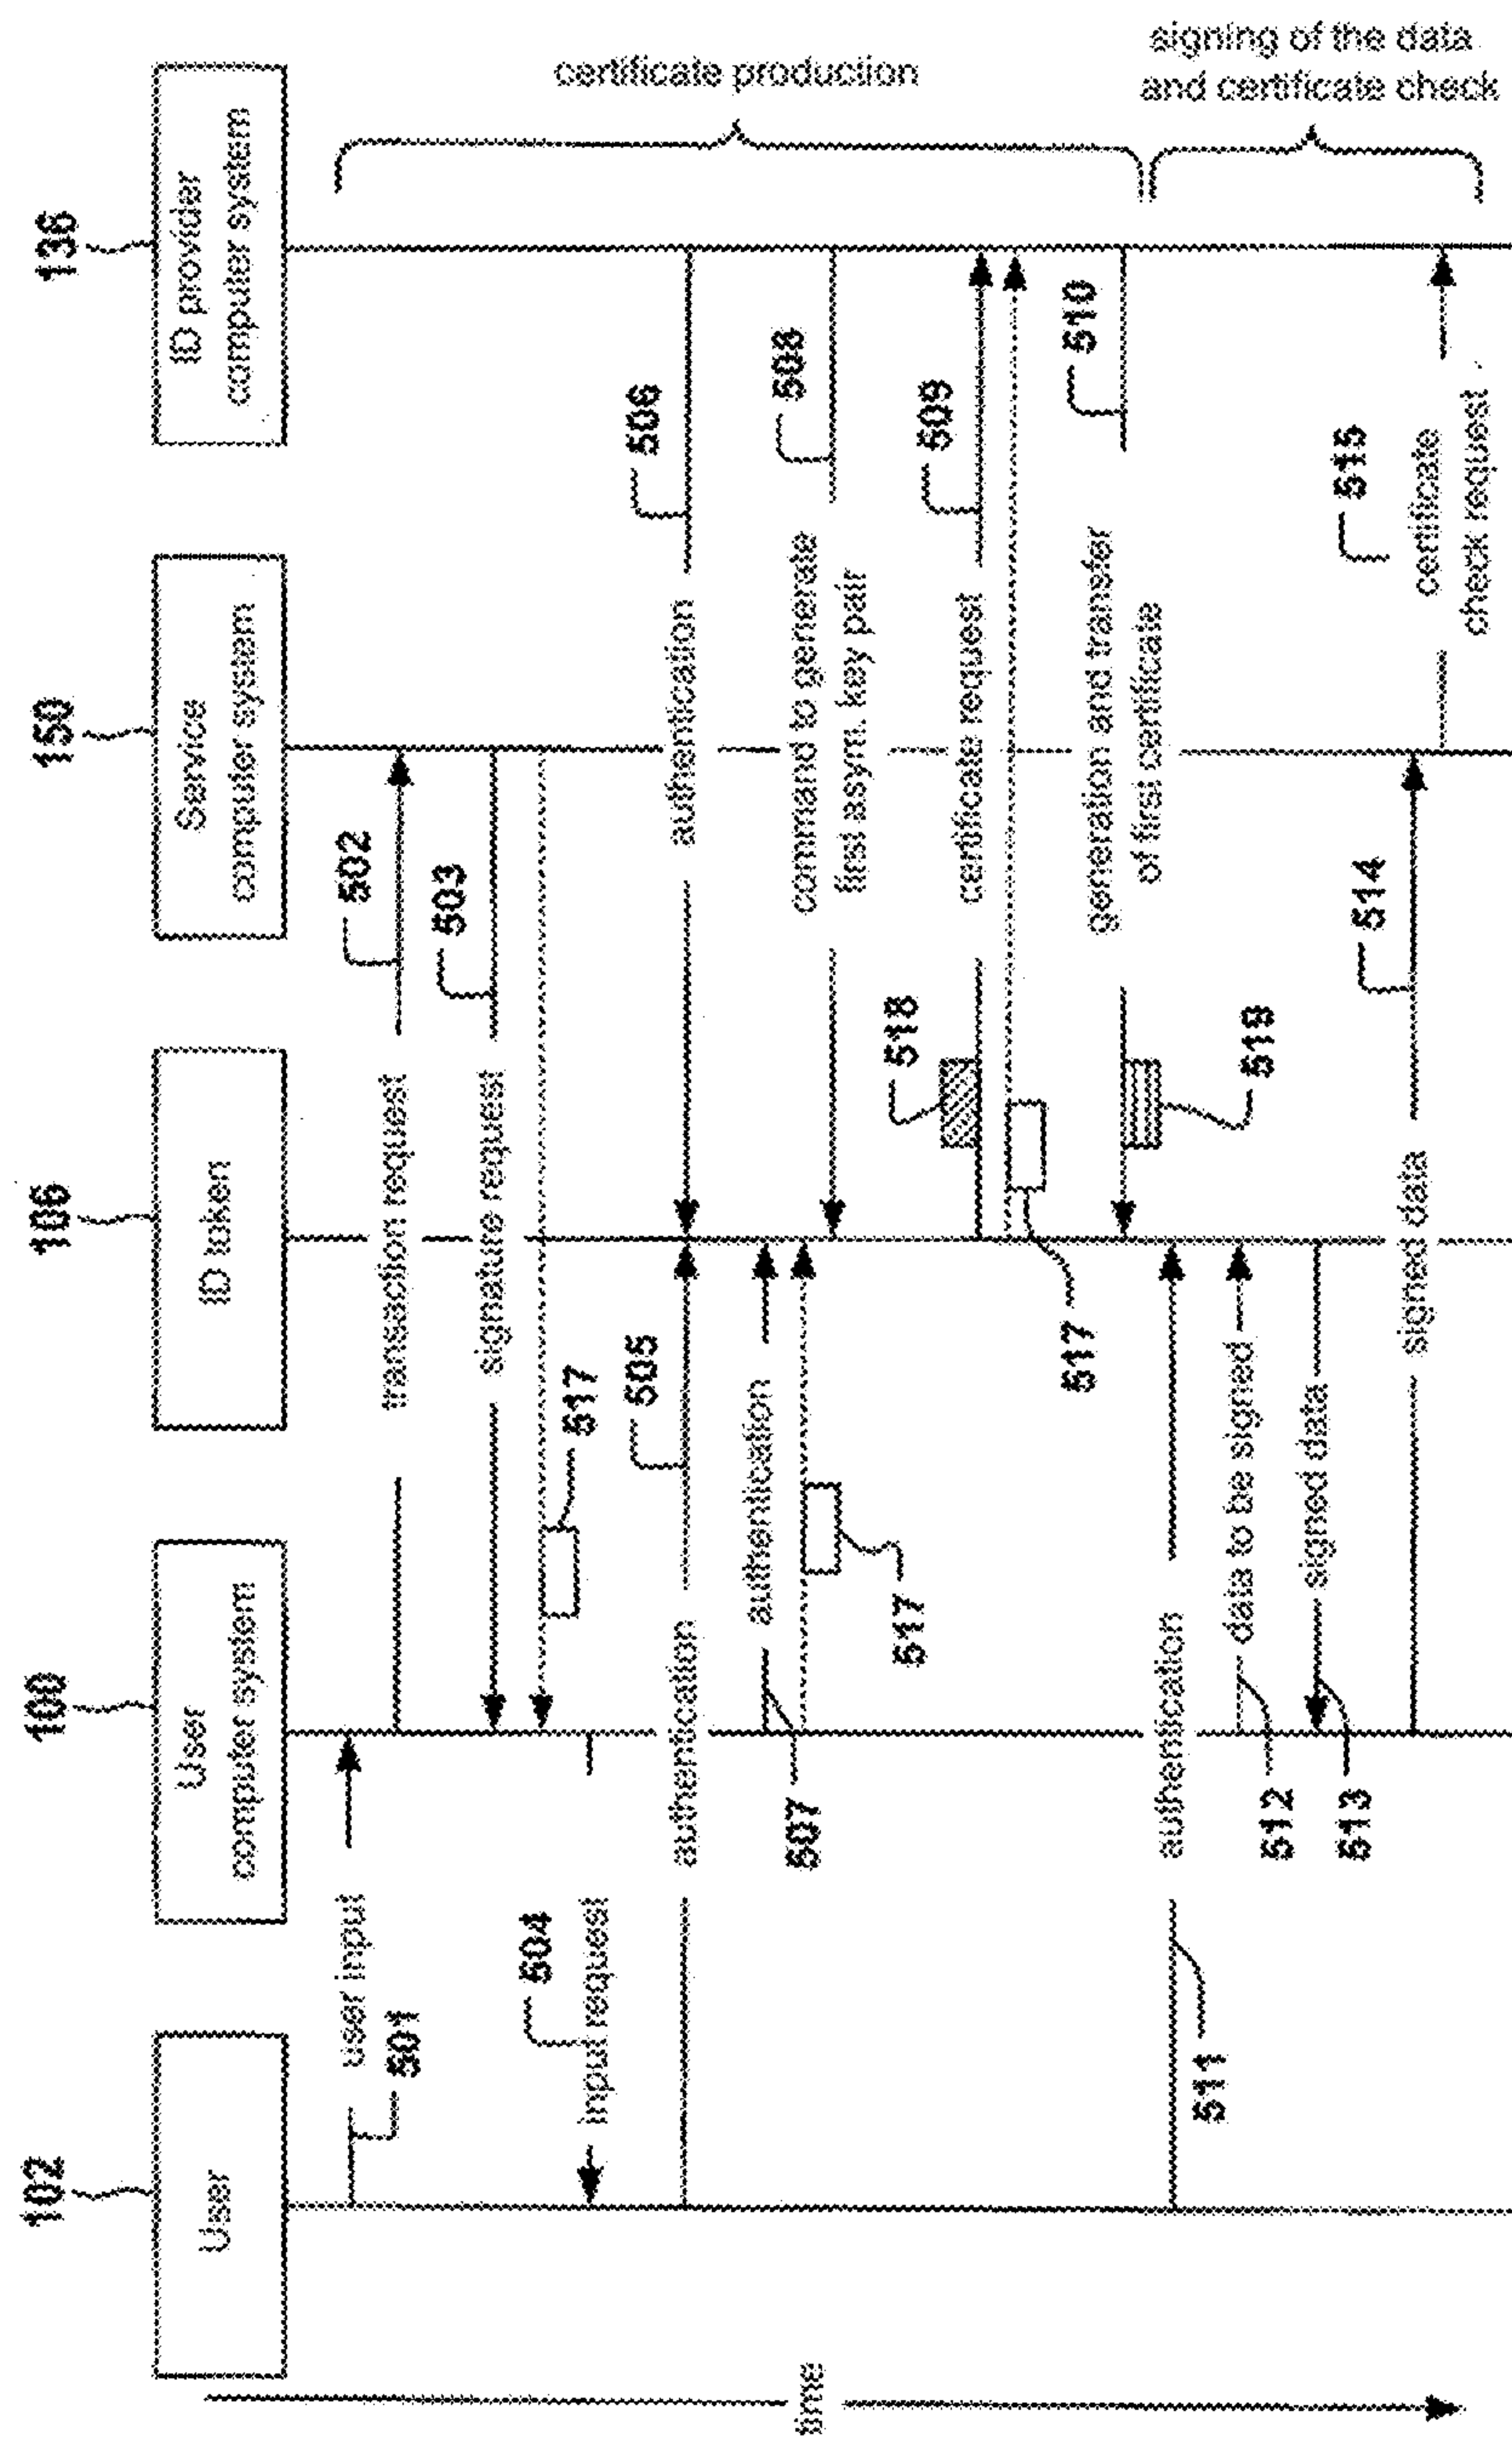 102
User
100
User
computer system
106
ID token
150
Service
computer system
136
ID provider
computer system
time
user input
501
transaction request
502
signature request
503
517
504
input request
authentication
505
authentication
506
authentication
507
517
command to generate
first asym. key pair
508
518
certificate request
509
517
generation and transfer
of first certificate
510
519
authentication
511
data to be signed
512
signed data
513
signed data
514
515
certificate
check request
certificate production
signing of the data
and certificate check